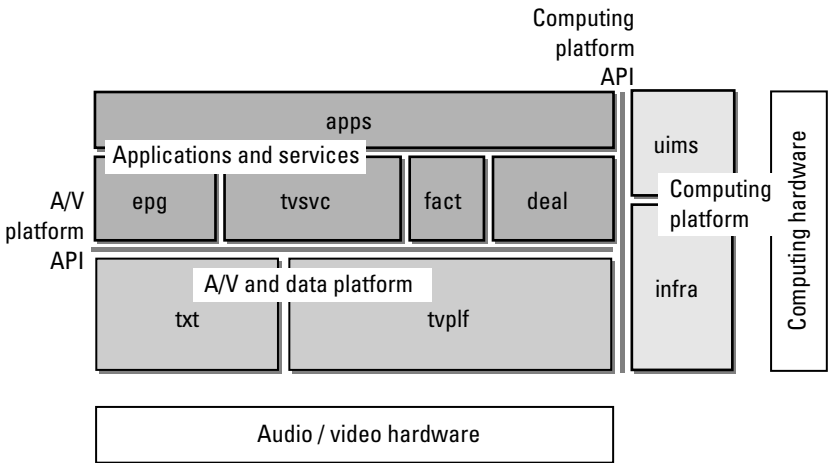 Computing
platform
API
apps
uims
Applications and services
epg
tvsvc
fact
deal
A/V
platform
API
Computing
platform
Computing hardware
A/V and data platform
txt
tvplf
infra
Audio / video hardware